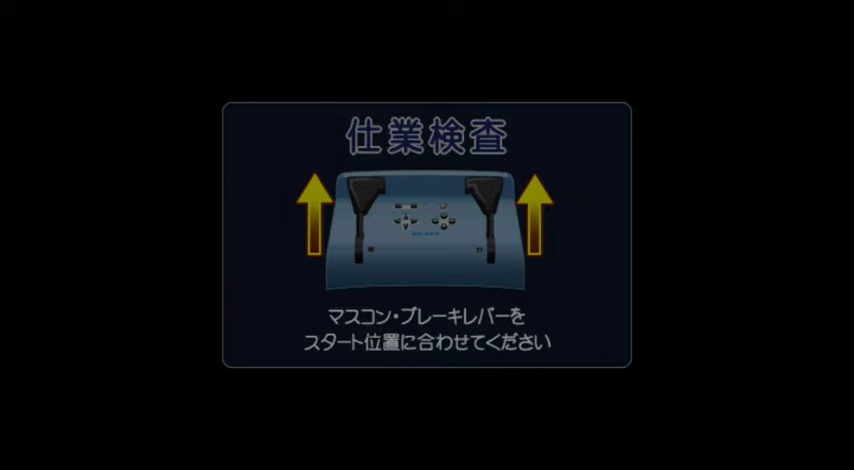 仕業検査
マスコン・ブレーキレバーを
スタート位置に合わせてください